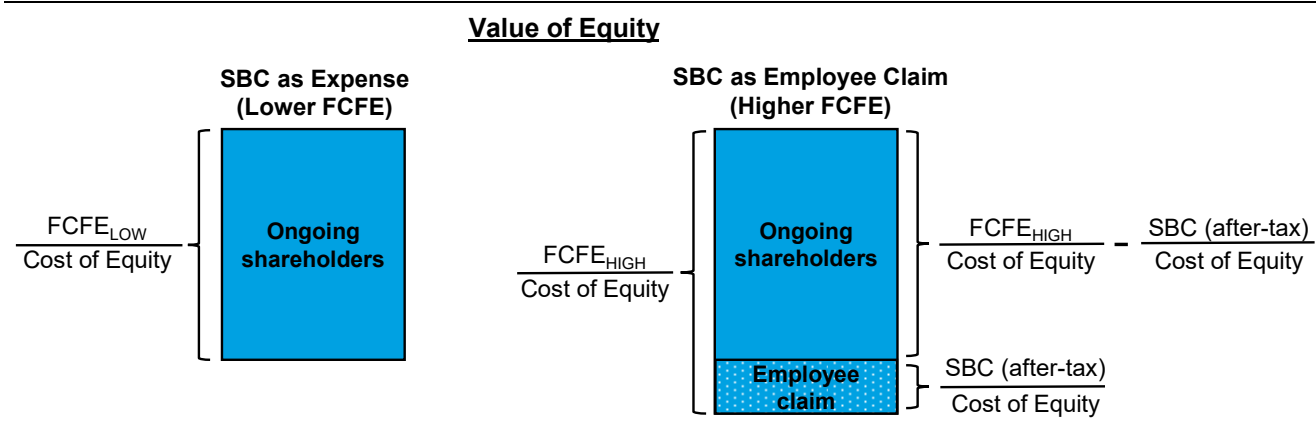 Value of Equity
SBC as Expense
(Lower FCFE)
FCFE_LOW
Cost of Equity
Ongoing
shareholders
SBC as Employee Claim
(Higher FCFE)
FCFE_HIGH
Cost of Equity
Ongoing
shareholders
FCFE_HIGH
Cost of Equity
–
SBC (after-tax)
Cost of Equity
Employee
claim
SBC (after-tax)
Cost of Equity